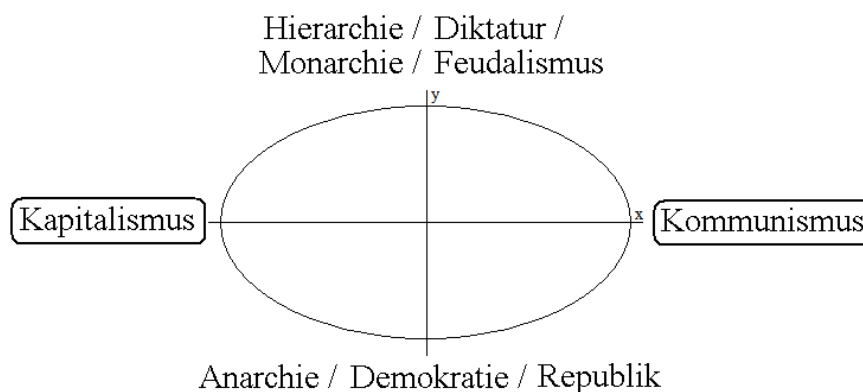 Hierarchie / Diktatur /
Monarchie / Feudalismus
y
Kapitalismus
x
Kommunismus
Anarchie / Demokratie / Republik